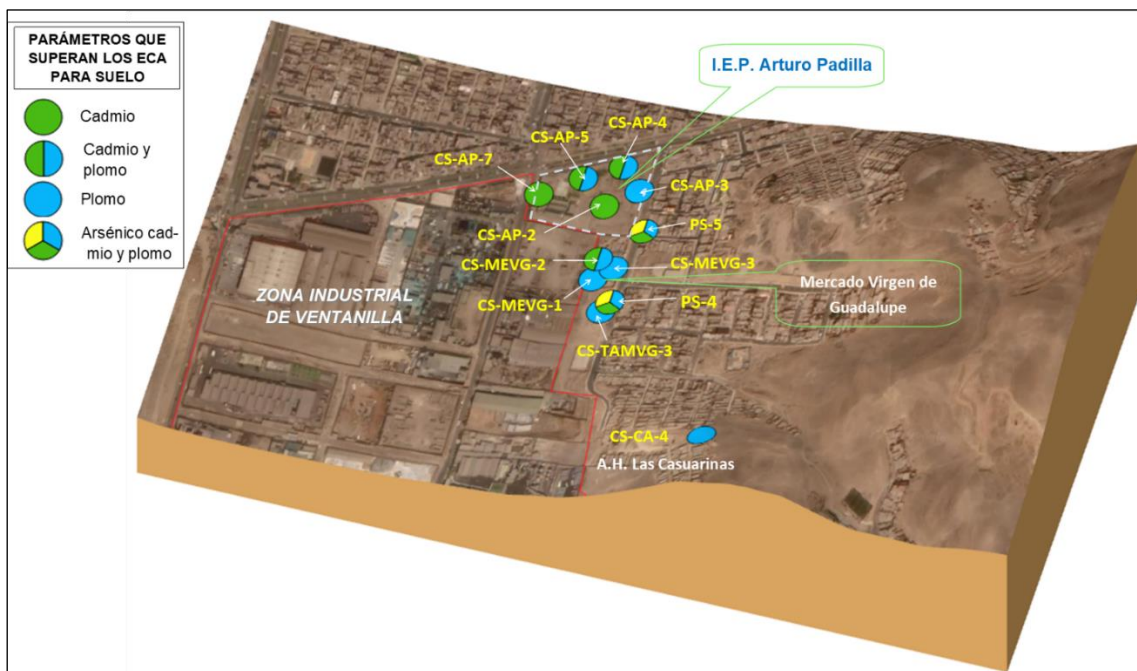 PARÁMETROS QUE
SUPERAN LOS ECA
PARA SUELO
Cadmio
Cadmio y
plomo
Plomo
Arsénico cad-
mio y plomo
I.E.P. Arturo Padilla
CS-AP-4
CS-AP-5
CS-AP-7
CS-AP-3
CS-AP-2
PS-5
CS-MEVG-2
CS-MEVG-3
ZONA INDUSTRIAL
DE VENTANILLA
CS-MEVG-1
PS-4
Mercado Virgen de
Guadalupe
CS-TAMVG-3
CS-CA-4
A.H. Las Casuarinas